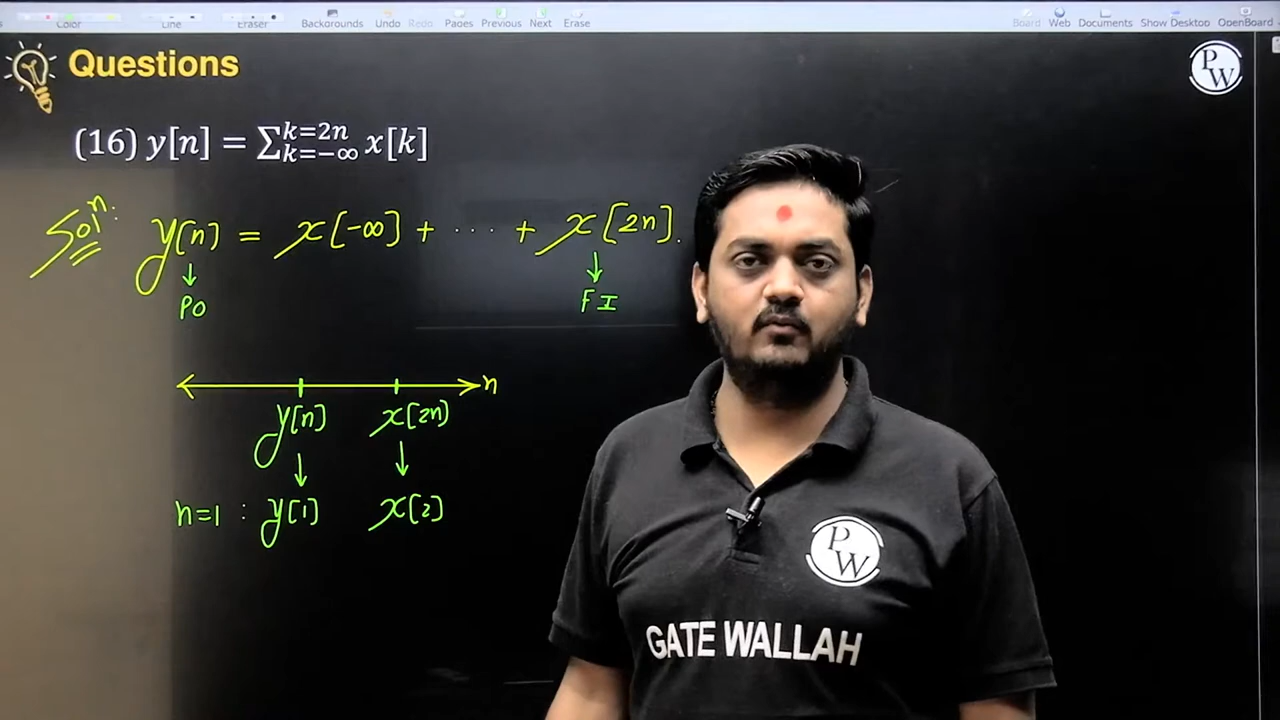 Color Line Eraser Backgrounds Undo Redo Pages Previous Next Erase Board Web Documents Show Desktop OpenBoard
Questions
PW
(16) y[n] = ∑_{k=-∞}^{k=2n} x[k]
Solⁿ: y[n] = x[-∞] + ... + x[2n].
↓ ↓
PO FI
n
y[n] x[2n]
↓ ↓
n=1 : y[1] x[2]
PW
GATE WALLAH